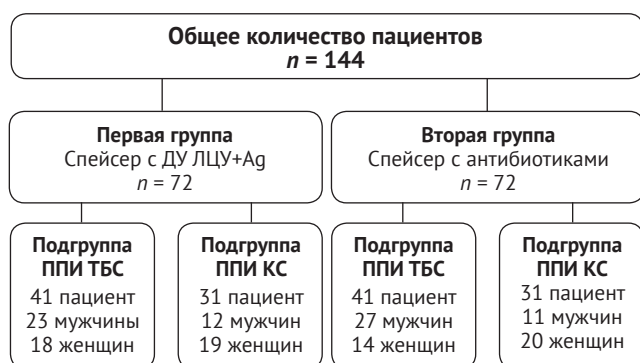 Общее количество пациентов
n = 144
Первая группа
Спейсер с ДУ ЛЦУ+Ag
n = 72
Вторая группа
Спейсер с антибиотиками
n = 72
Подгруппа
ППИ ТБС
41 пациент
23 мужчины
18 женщин
Подгруппа
ППИ КС
31 пациент
12 мужчин
19 женщин
Подгруппа
ППИ ТБС
41 пациент
27 мужчин
14 женщин
Подгруппа
ППИ КС
31 пациент
11 мужчин
20 женщин